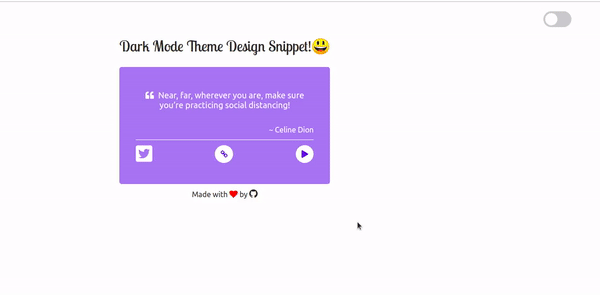 Dark Mode Theme Design Snippet!😃
❝ Near, far, wherever you are, make sure
you're practicing social distancing!
– Celine Dion
Made with ❤ by